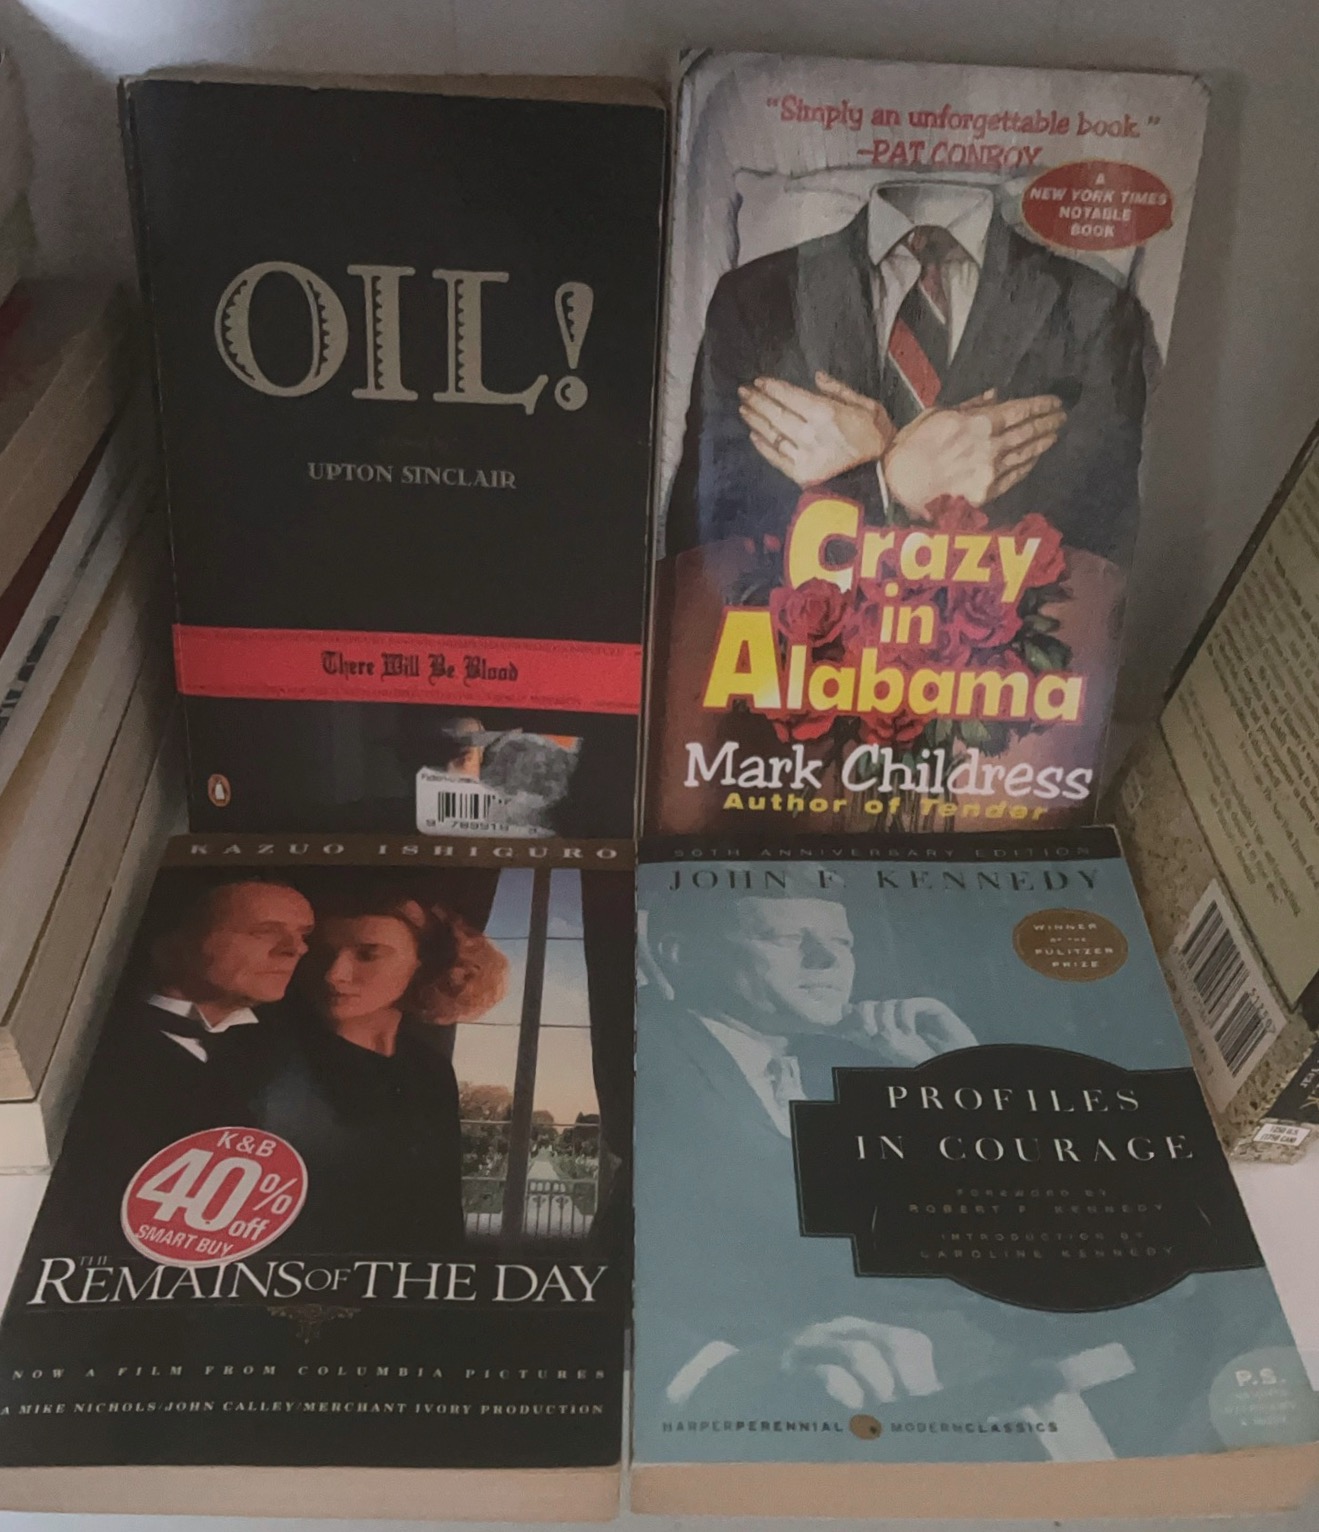 OIL!
UPTON SINCLAIR
There Will Be Blood
"Simply an unforgettable book."
-PAT CONROY
A
NEW YORK TIMES
NOTABLE
BOOK
Crazy
in
Alabama
Mark Childress
Author of Tender
KAZUO ISHIGURO
K&B
40% off
SMART BUY
THE
REMAINS OF THE DAY
NOW A FILM FROM COLUMBIA PICTURES
A MIKE NICHOLS/JOHN CALLEY/MERCHANT IVORY PRODUCTION
50TH ANNIVERSARY EDITION
JOHN F. KENNEDY
WINNER
OF THE
PULITZER
PRIZE
PROFILES
IN COURAGE
FOREWORD BY
ROBERT F. KENNEDY
INTRODUCTION BY
CAROLINE KENNEDY
HARPERPERENNIAL MODERNCLASSICS
P.S.